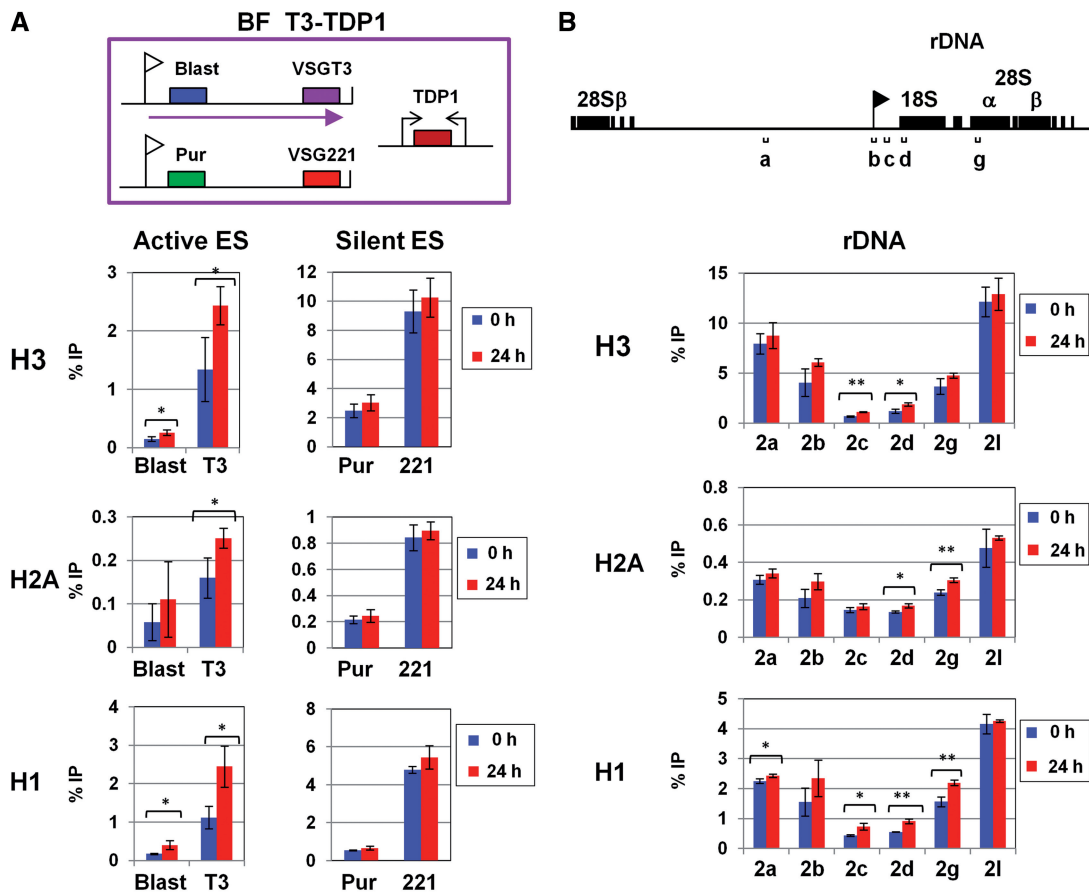 A
BF T3-TDP1
Blast VSGT3
TDP1
Pur VSG221
Active ES Silent ES
H3
% IP
3
2
1
0
*
*
Blast T3
12
10
8
6
4
2
0
Pur 221
0 h
24 h
H2A
% IP
0.3
0.2
0.1
0
*
Blast T3
1
0.8
0.6
0.4
0.2
0
Pur 221
0 h
24 h
H1
% IP
4
3
2
1
0
*
*
Blast T3
8
6
4
2
0
Pur 221
0 h
24 h
B
rDNA
28Sβ 18S 28S
α β
a b c d g
rDNA
H3
% IP
15
10
5
0
** *
2a 2b 2c 2d 2g 2l
0 h
24 h
H2A
% IP
0.8
0.6
0.4
0.2
0
* **
2a 2b 2c 2d 2g 2l
0 h
24 h
H1
% IP
5
4
3
2
1
0
* * ** **
2a 2b 2c 2d 2g 2l
0 h
24 h